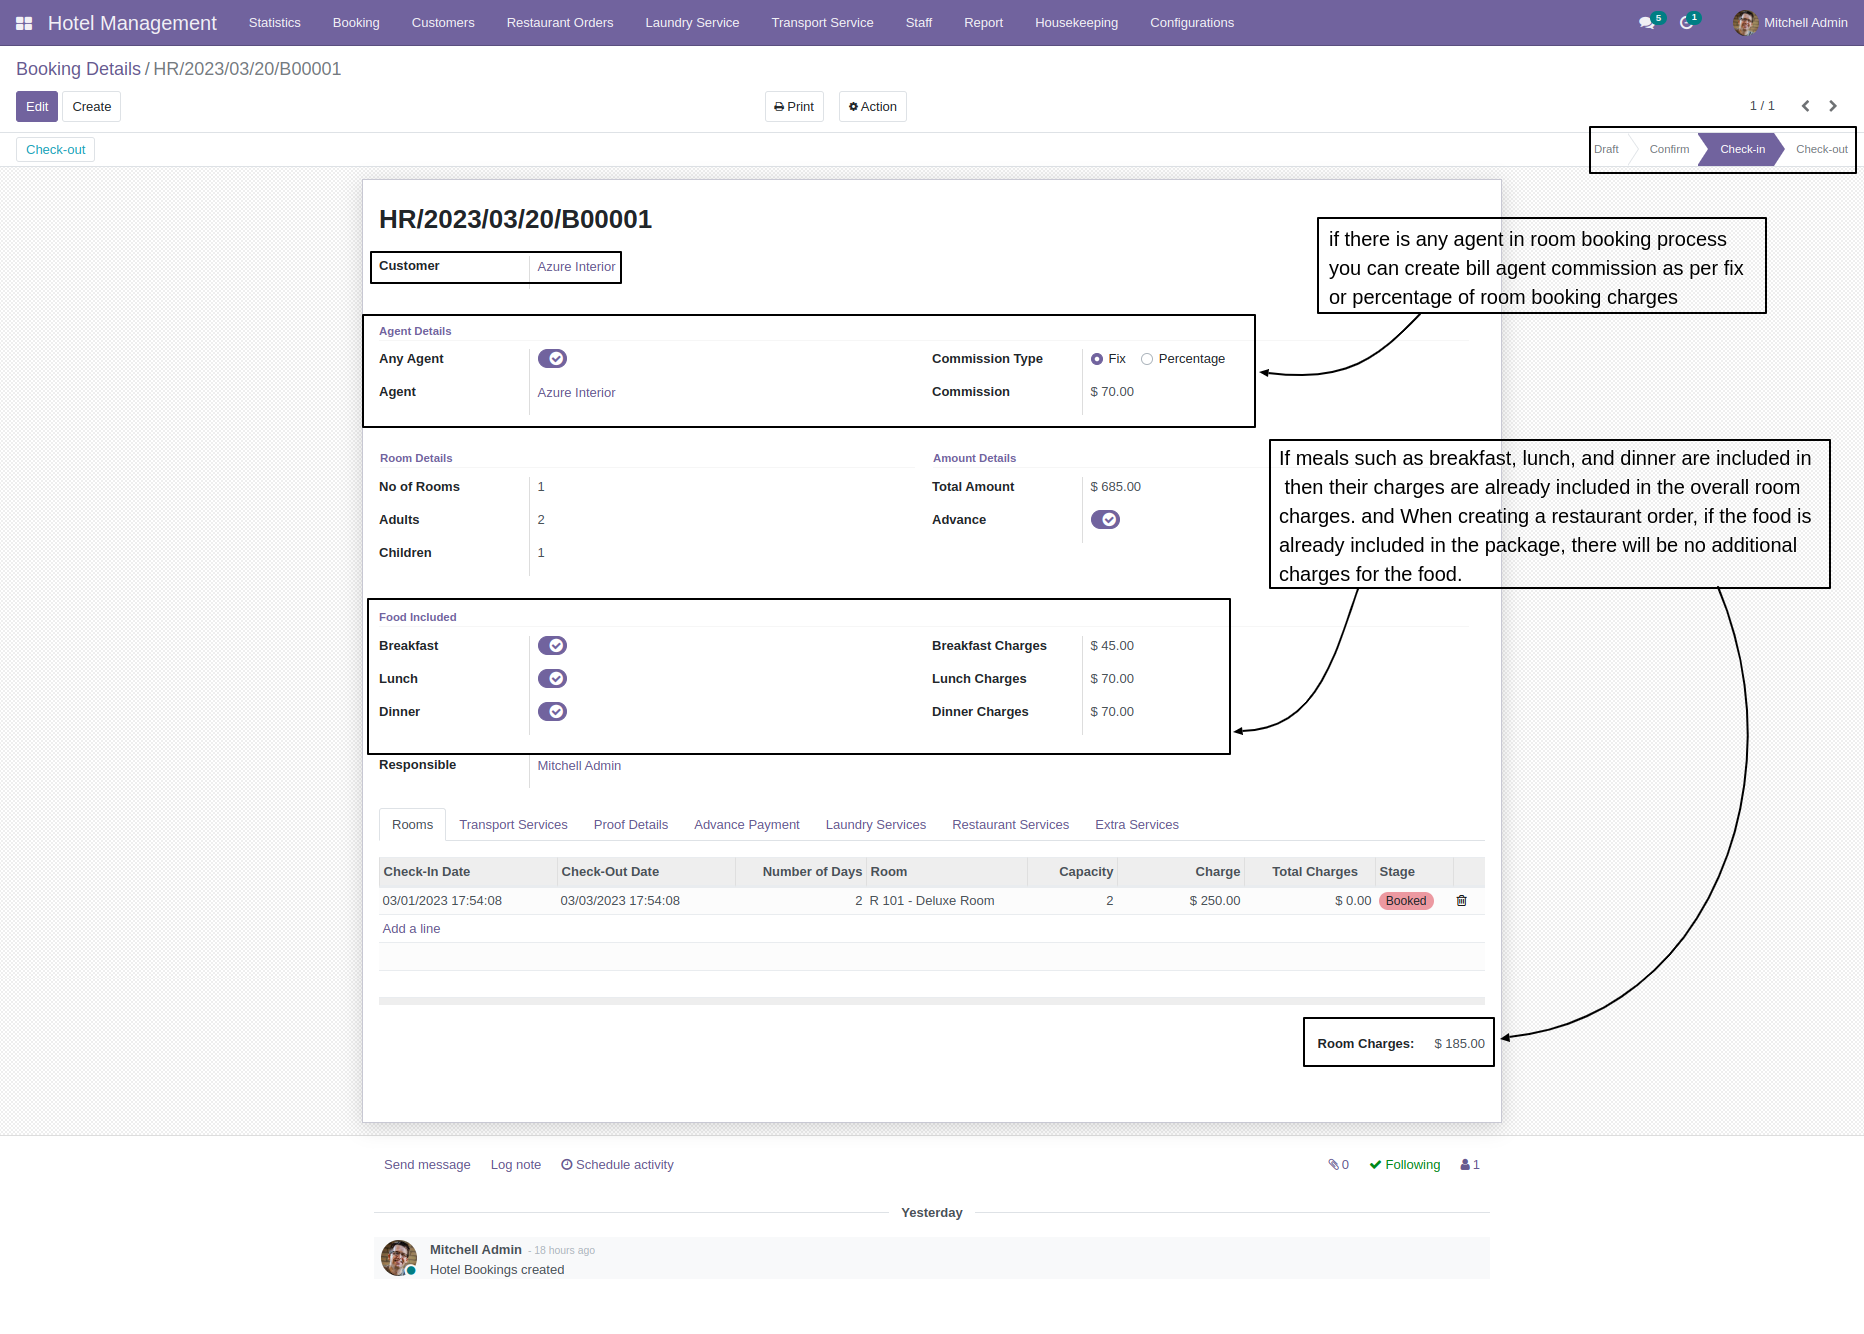 Hotel Management Statistics Booking Customers Restaurant Orders Laundry Service Transport Service Staff Report Housekeeping Configurations 5 1 Mitchell Admin
Booking Details / HR/2023/03/20/B00001
Edit Create Print Action 1 / 1
Check-out Draft Confirm Check-in Check-out
HR/2023/03/20/B00001
Customer Azure Interior
if there is any agent in room booking process
you can create bill agent commission as per fix
or percentage of room booking charges
Agent Details
Any Agent Commission Type Fix Percentage
Agent Azure Interior Commission $ 70.00
Room Details Amount Details
No of Rooms 1 Total Amount $ 685.00
Adults 2 Advance
Children 1
If meals such as breakfast, lunch, and dinner are included in
then their charges are already included in the overall room
charges. and When creating a restaurant order, if the food is
already included in the package, there will be no additional
charges for the food.
Food Included
Breakfast Breakfast Charges $ 45.00
Lunch Lunch Charges $ 70.00
Dinner Dinner Charges $ 70.00
Responsible Mitchell Admin
Rooms Transport Services Proof Details Advance Payment Laundry Services Restaurant Services Extra Services
Check-In Date Check-Out Date Number of Days Room Capacity Charge Total Charges Stage
03/01/2023 17:54:08 03/03/2023 17:54:08 2 R 101 - Deluxe Room 2 $ 250.00 $ 0.00 Booked
Add a line
Room Charges: $ 185.00
Send message Log note Schedule activity 0 Following 1
Yesterday
Mitchell Admin - 18 hours ago
Hotel Bookings created